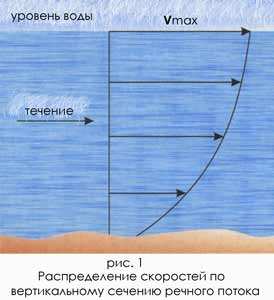 уровень воды
Vmax
течение
рис. 1
Распределение скоростей по
вертикальному сечению речного потока